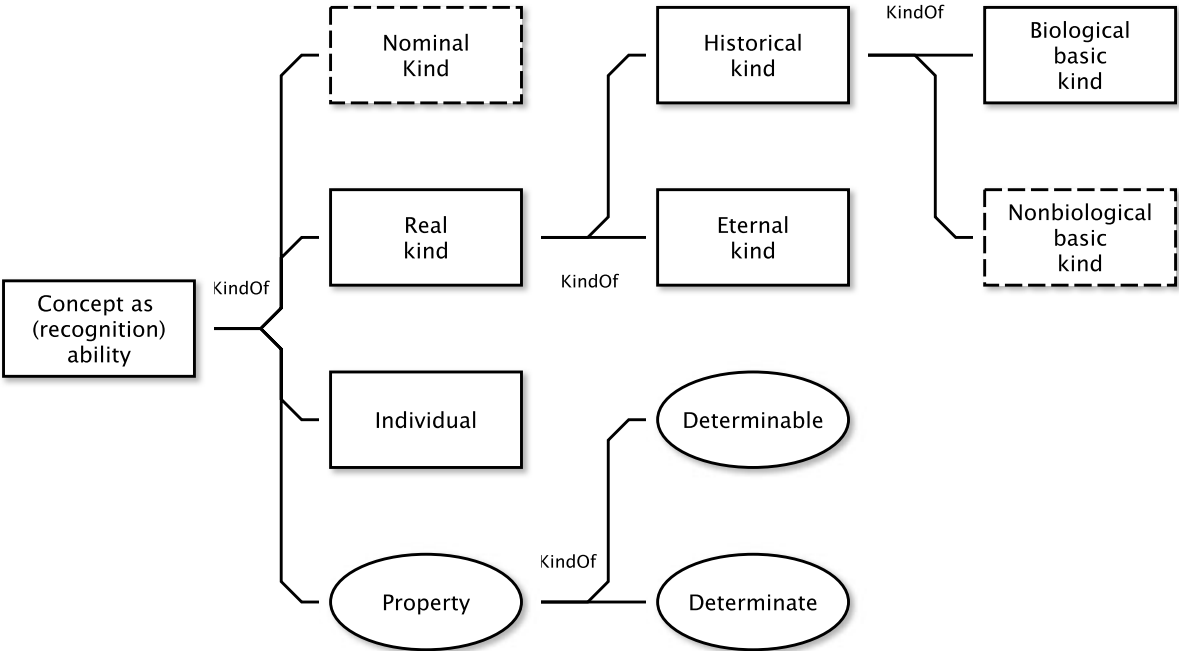 KindOf
Nominal
Kind
Historical
kind
Biological
basic
kind
Real
kind
Eternal
kind
Nonbiological
basic
kind
KindOf
KindOf
Concept as
(recognition)
ability
Individual
Determinable
KindOf
Property
Determinate